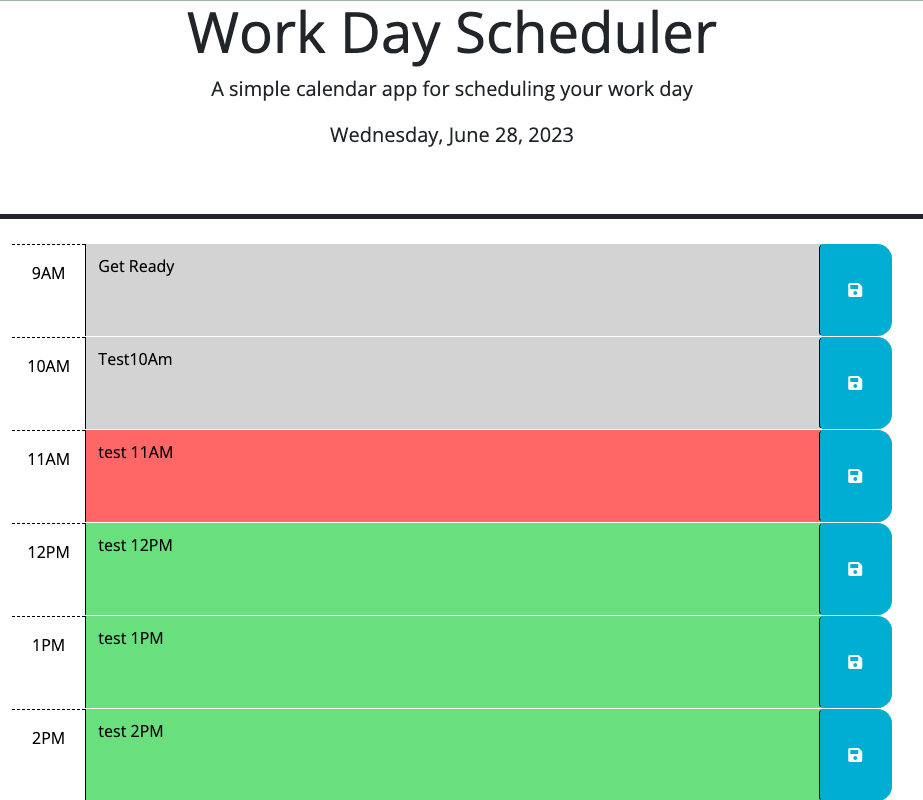 Work Day Scheduler
A simple calendar app for scheduling your work day
Wednesday, June 28, 2023
9AM
Get Ready
10AM
Test10Am
11AM
test 11AM
12PM
test 12PM
1PM
test 1PM
2PM
test 2PM